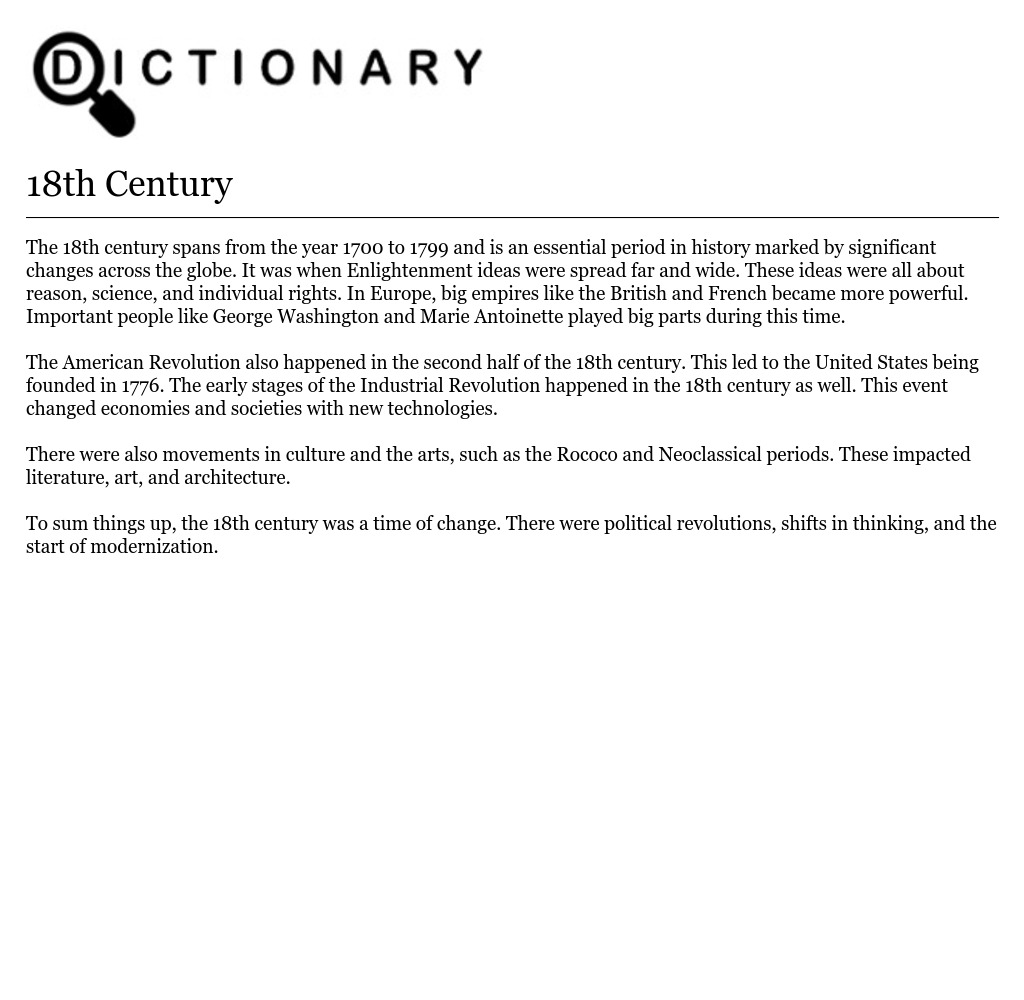 DICTIONARY
18th Century
The 18th century spans from the year 1700 to 1799 and is an essential period in history marked by significant
changes across the globe. It was when Enlightenment ideas were spread far and wide. These ideas were all about
reason, science, and individual rights. In Europe, big empires like the British and French became more powerful.
Important people like George Washington and Marie Antoinette played big parts during this time.
The American Revolution also happened in the second half of the 18th century. This led to the United States being
founded in 1776. The early stages of the Industrial Revolution happened in the 18th century as well. This event
changed economies and societies with new technologies.
There were also movements in culture and the arts, such as the Rococo and Neoclassical periods. These impacted
literature, art, and architecture.
To sum things up, the 18th century was a time of change. There were political revolutions, shifts in thinking, and the
start of modernization.